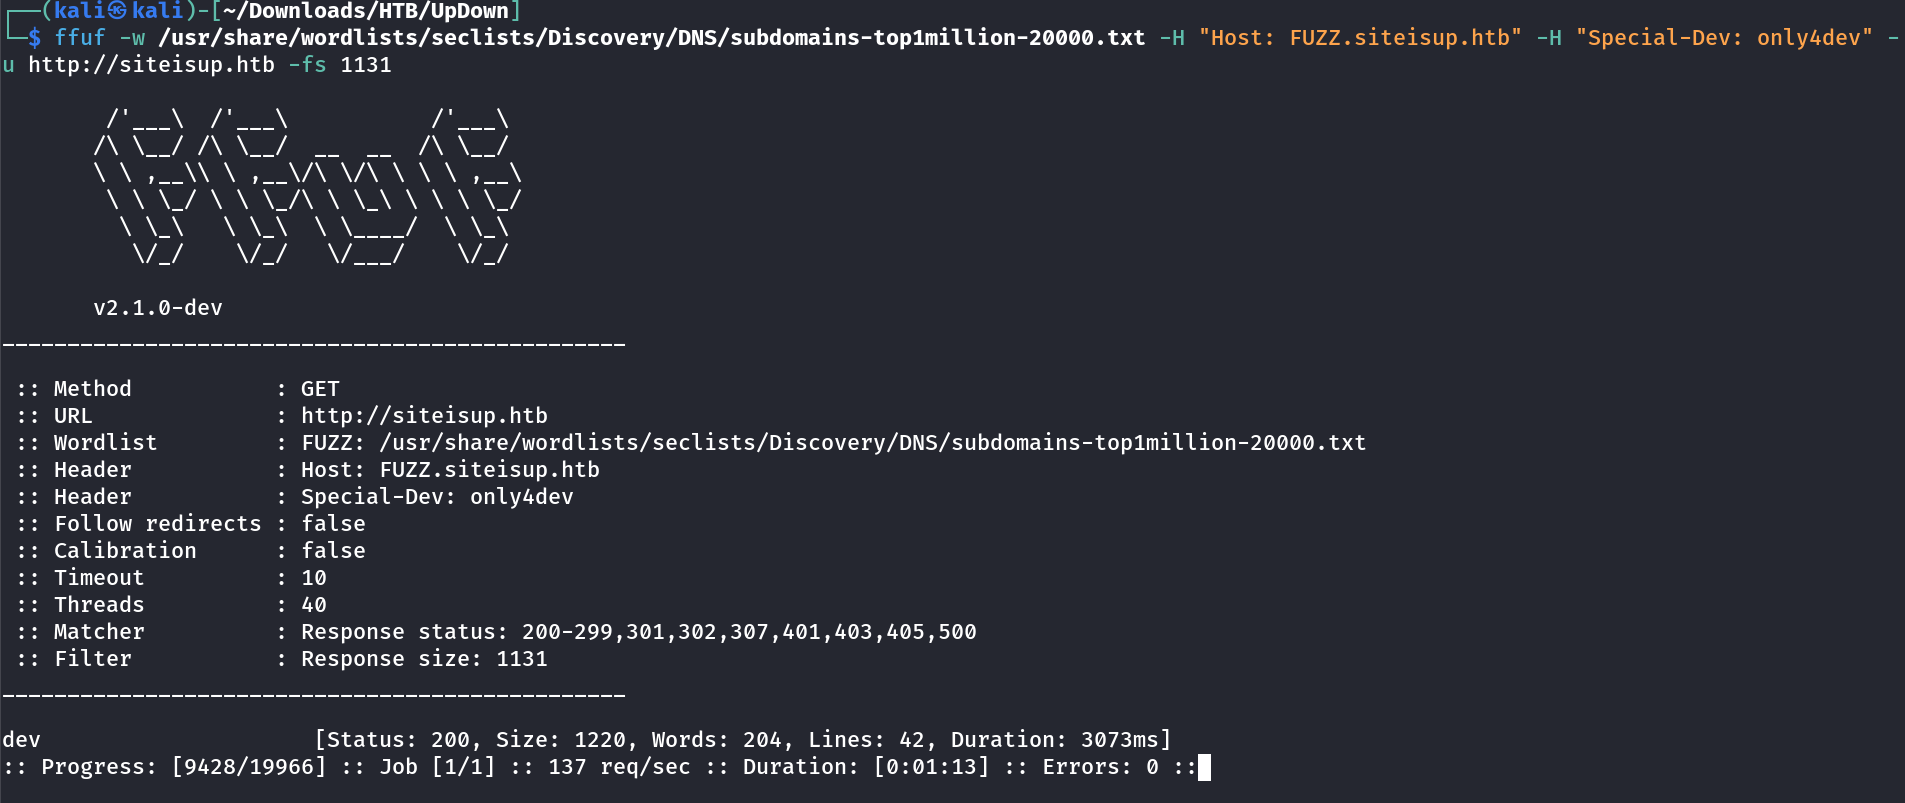 ┌──(kali㉿kali)-[~/Downloads/HTB/UpDown]
└─$ ffuf -w /usr/share/wordlists/seclists/Discovery/DNS/subdomains-top1million-20000.txt -H "Host: FUZZ.siteisup.htb" -H "Special-Dev: only4dev" -
u http://siteisup.htb -fs 1131

        /'___\  /'___\           /'___\
       /\ \__/ /\ \__/  __  __  /\ \__/
       \ \ ,__\\ \ ,__\/\ \/\ \ \ \ ,__\
        \ \ \_/ \ \ \_/\ \ \_\ \ \ \ \_/
         \ \_\   \ \_\  \ \____/  \ \_\
          \/_/    \/_/   \/___/    \/_/

       v2.1.0-dev
________________________________________________

 :: Method           : GET
 :: URL              : http://siteisup.htb
 :: Wordlist         : FUZZ: /usr/share/wordlists/seclists/Discovery/DNS/subdomains-top1million-20000.txt
 :: Header           : Host: FUZZ.siteisup.htb
 :: Header           : Special-Dev: only4dev
 :: Follow redirects : false
 :: Calibration      : false
 :: Timeout          : 10
 :: Threads          : 40
 :: Matcher          : Response status: 200-299,301,302,307,401,403,405,500
 :: Filter           : Response size: 1131
________________________________________________

dev                     [Status: 200, Size: 1220, Words: 204, Lines: 42, Duration: 3073ms]
:: Progress: [9428/19966] :: Job [1/1] :: 137 req/sec :: Duration: [0:01:13] :: Errors: 0 ::